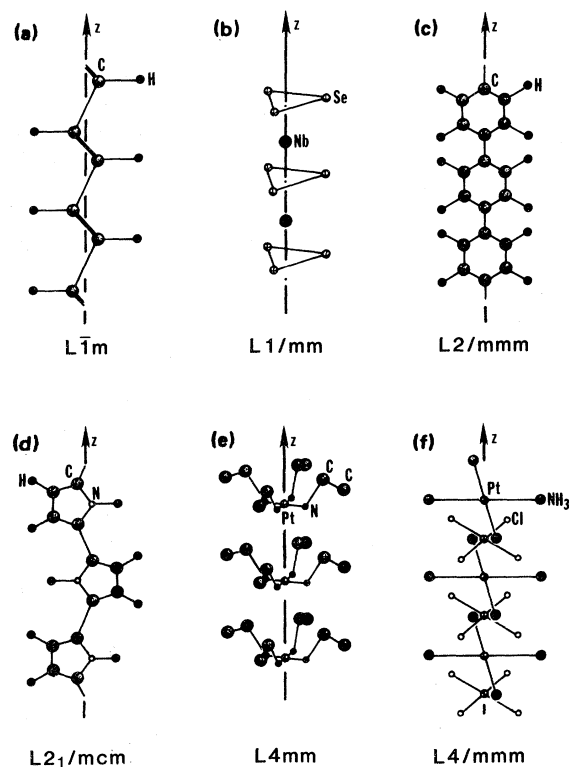 (a) z
C
H
L1̄m
(b) z
Se
Nb
L1/mm
(c) z
C
H
L2/mmm
(d) z
C
H
N
L2₁/mcm
(e) z
C C
N
Pt
L4mm
(f) z
Pt
NH₃
Cl
L4/mmm